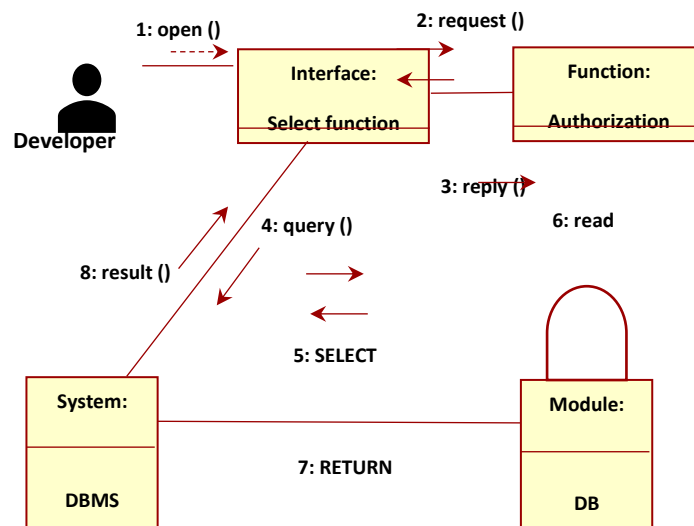 1: open ()
2: request ()
Interface:
Select function
Function:
Authorization
Developer
3: reply ()
6: read
4: query ()
8: result ()
5: SELECT
System:
DBMS
Module:
DB
7: RETURN